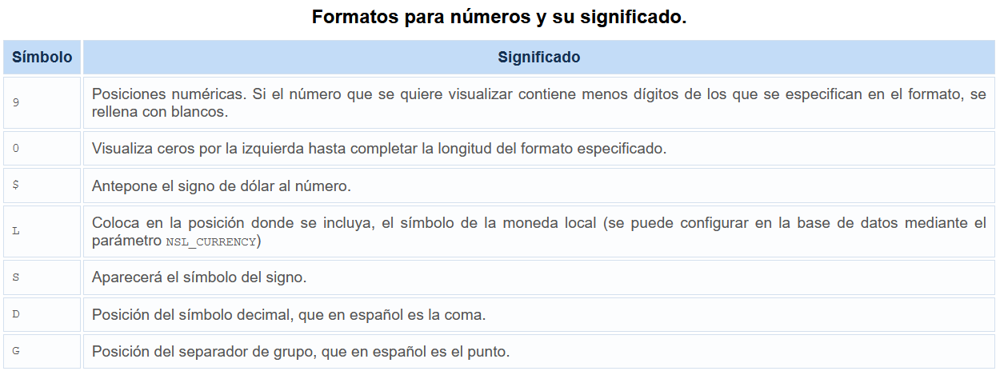 Formatos para números y su significado.
Símbolo Significado
9 Posiciones numéricas. Si el número que se quiere visualizar contiene menos dígitos de los que se especifican en el formato, se
rellena con blancos.
0 Visualiza ceros por la izquierda hasta completar la longitud del formato especificado.
$ Antepone el signo de dólar al número.
L Coloca en la posición donde se incluya, el símbolo de la moneda local (se puede configurar en la base de datos mediante el
parámetro NSL_CURRENCY)
S Aparecerá el símbolo del signo.
D Posición del símbolo decimal, que en español es la coma.
G Posición del separador de grupo, que en español es el punto.